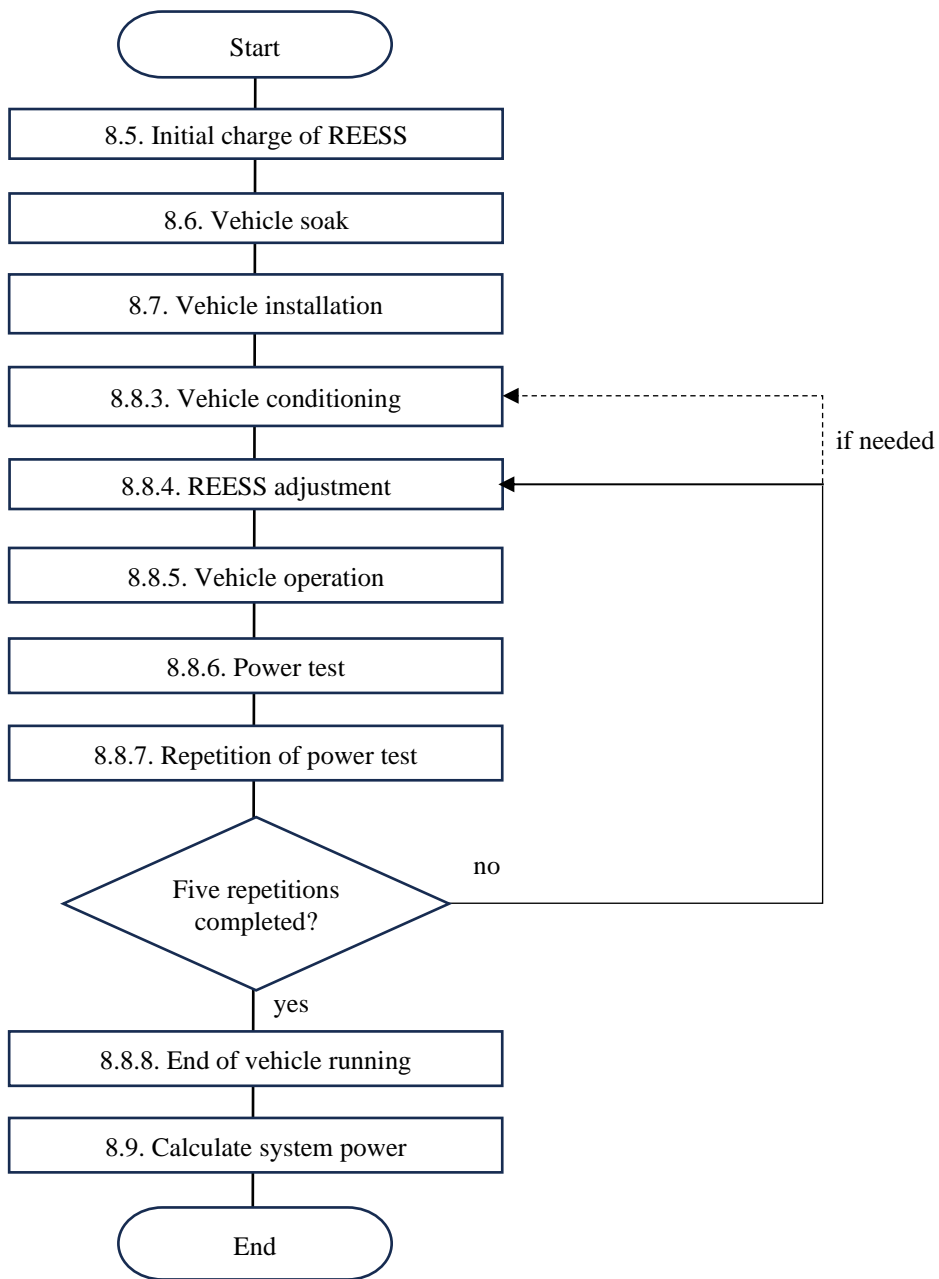 Start
8.5. Initial charge of REESS
8.6. Vehicle soak
8.7. Vehicle installation
8.8.3. Vehicle conditioning
if needed
8.8.4. REESS adjustment
8.8.5. Vehicle operation
8.8.6. Power test
8.8.7. Repetition of power test
no
Five repetitions
completed?
yes
8.8.8. End of vehicle running
8.9. Calculate system power
End